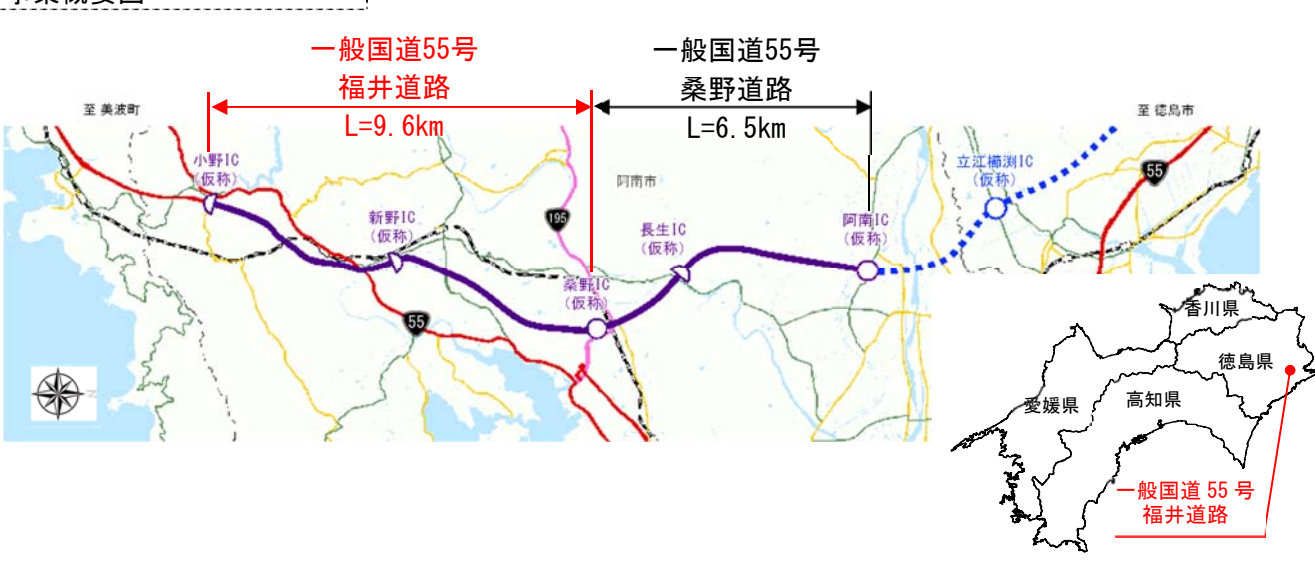 事業概要図
一般国道55号
福井道路
L=9.6km
一般国道55号
桑野道路
L=6.5km
至 美波町
至 徳島市
小野IC
(仮称)
新野IC
(仮称)
195
阿南市
長生IC
(仮称)
阿南IC
(仮称)
立江櫛渕IC
(仮称)
55
桑野IC
(仮称)
55
香川県
徳島県
愛媛県
高知県
一般国道 55 号
福井道路